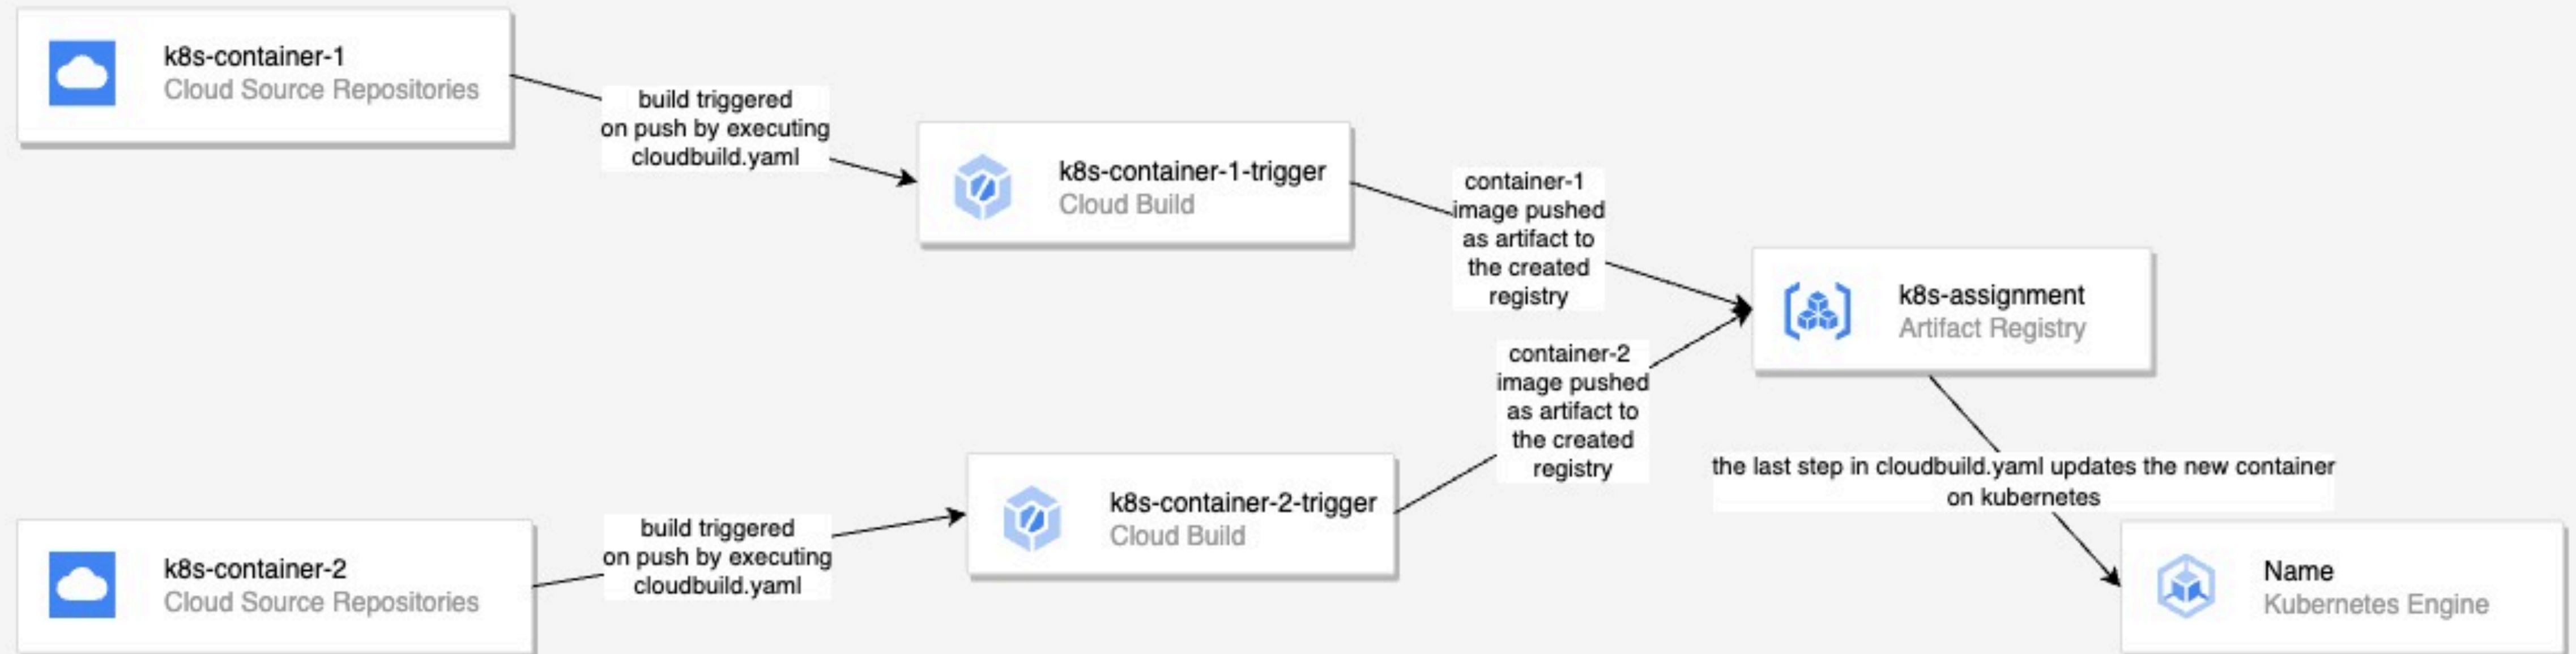 k8s-container-1
Cloud Source Repositories
build triggered
on push by executing
cloudbuild.yaml
k8s-container-1-trigger
Cloud Build
container-1
image pushed
as artifact to
the created
registry
k8s-assignment
Artifact Registry
container-2
image pushed
as artifact to
the created
registry
the last step in cloudbuild.yaml updates the new container
on kubernetes
k8s-container-2-trigger
Cloud Build
build triggered
on push by executing
cloudbuild.yaml
k8s-container-2
Cloud Source Repositories
Name
Kubernetes Engine